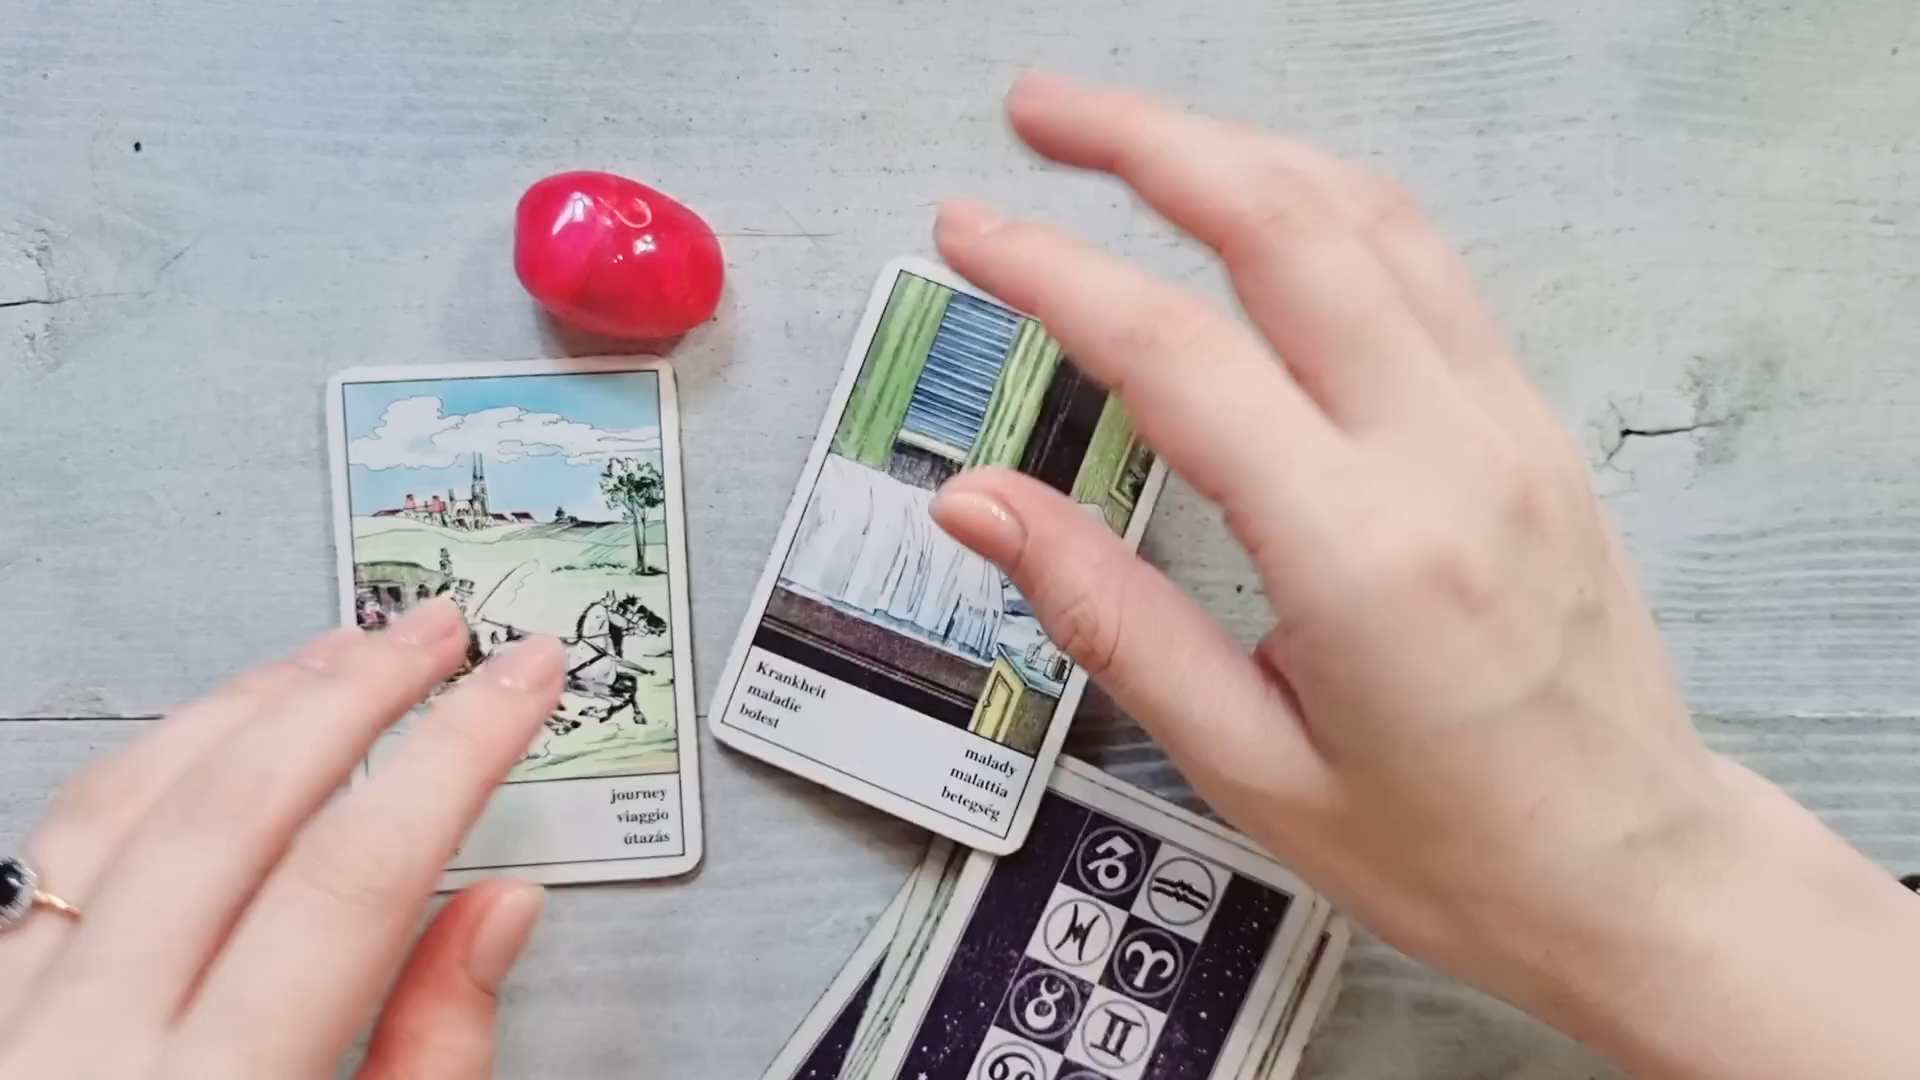 journey
viaggio
útazás
Krankheit
maladie
bolest
malady
malattia
betegség